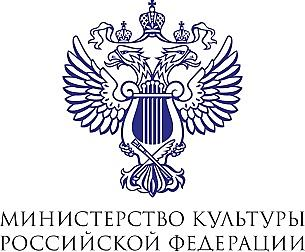 МИНИСТЕРСТВО КУЛЬТУРЫ
РОССИЙСКОЙ ФЕДЕРАЦИИ